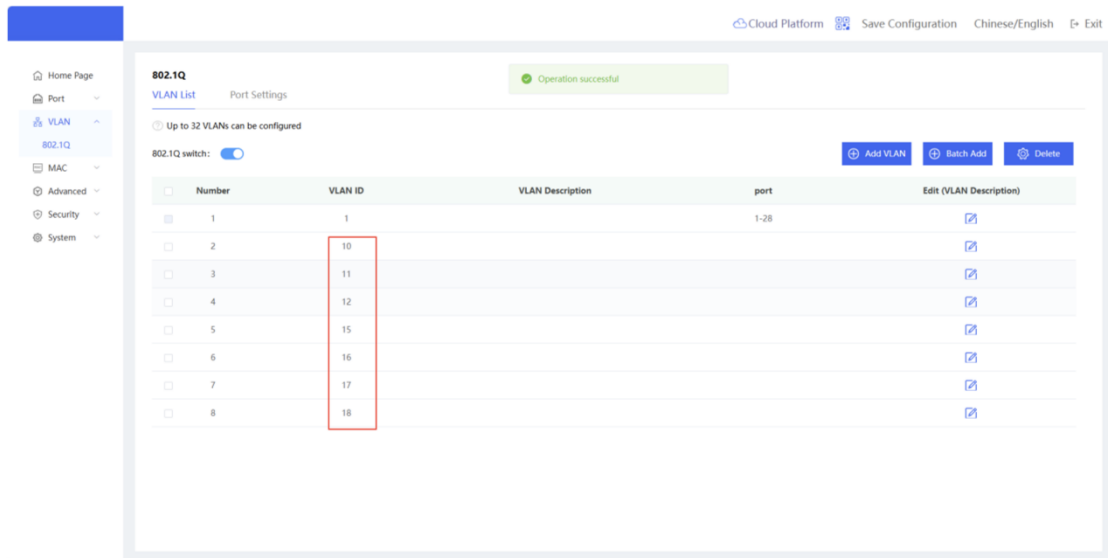 Cloud Platform Save Configuration Chinese/English Exit
Home Page
Port
VLAN
802.1Q
MAC
Advanced
Security
System
802.1Q
Operation successful
VLAN List Port Settings
Up to 32 VLANs can be configured
802.1Q switch: Add VLAN Batch Add Delete
Number VLAN ID VLAN Description port Edit (VLAN Description)
1 1 1-28
2 10
3 11
4 12
5 15
6 16
7 17
8 18